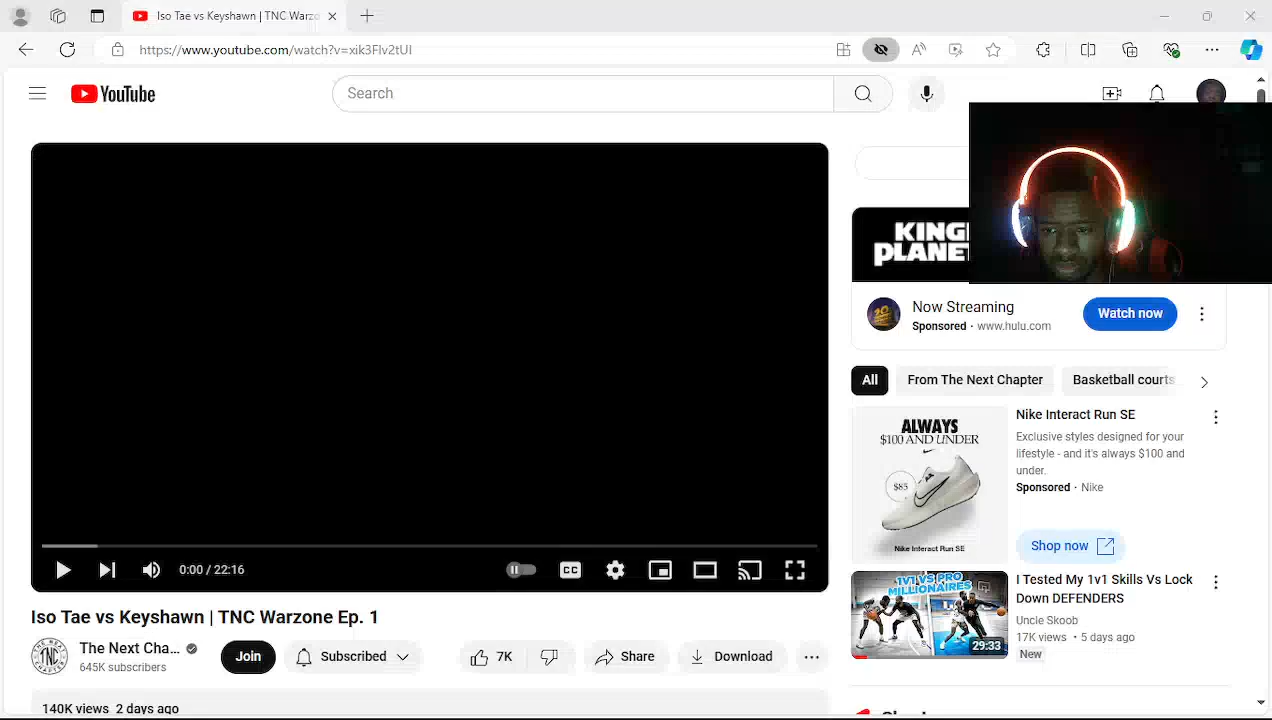 Iso Tae vs Keyshawn | TNC Warzo
https://www.youtube.com/watch?v=xik3Flv2tUI
YouTube
Search
KING
PLANE
Now Streaming
Sponsored · www.hulu.com
Watch now
All
From The Next Chapter
Basketball courts
ALWAYS
$100 AND UNDER
$85
Nike Interact Run SE
Nike Interact Run SE
Exclusive styles designed for your
lifestyle - and it's always $100 and
under.
Sponsored · Nike
Shop now
0:00 / 22:16
CC
1V1 VS PRO
MILLIONAIRES
29:33
I Tested My 1v1 Skills Vs Lock
Down DEFENDERS
Uncle Skoob
17K views · 5 days ago
New
Iso Tae vs Keyshawn | TNC Warzone Ep. 1
TNC
The Next Cha...
645K subscribers
Join
Subscribed
7K
Share
Download
140K views 2 days ago